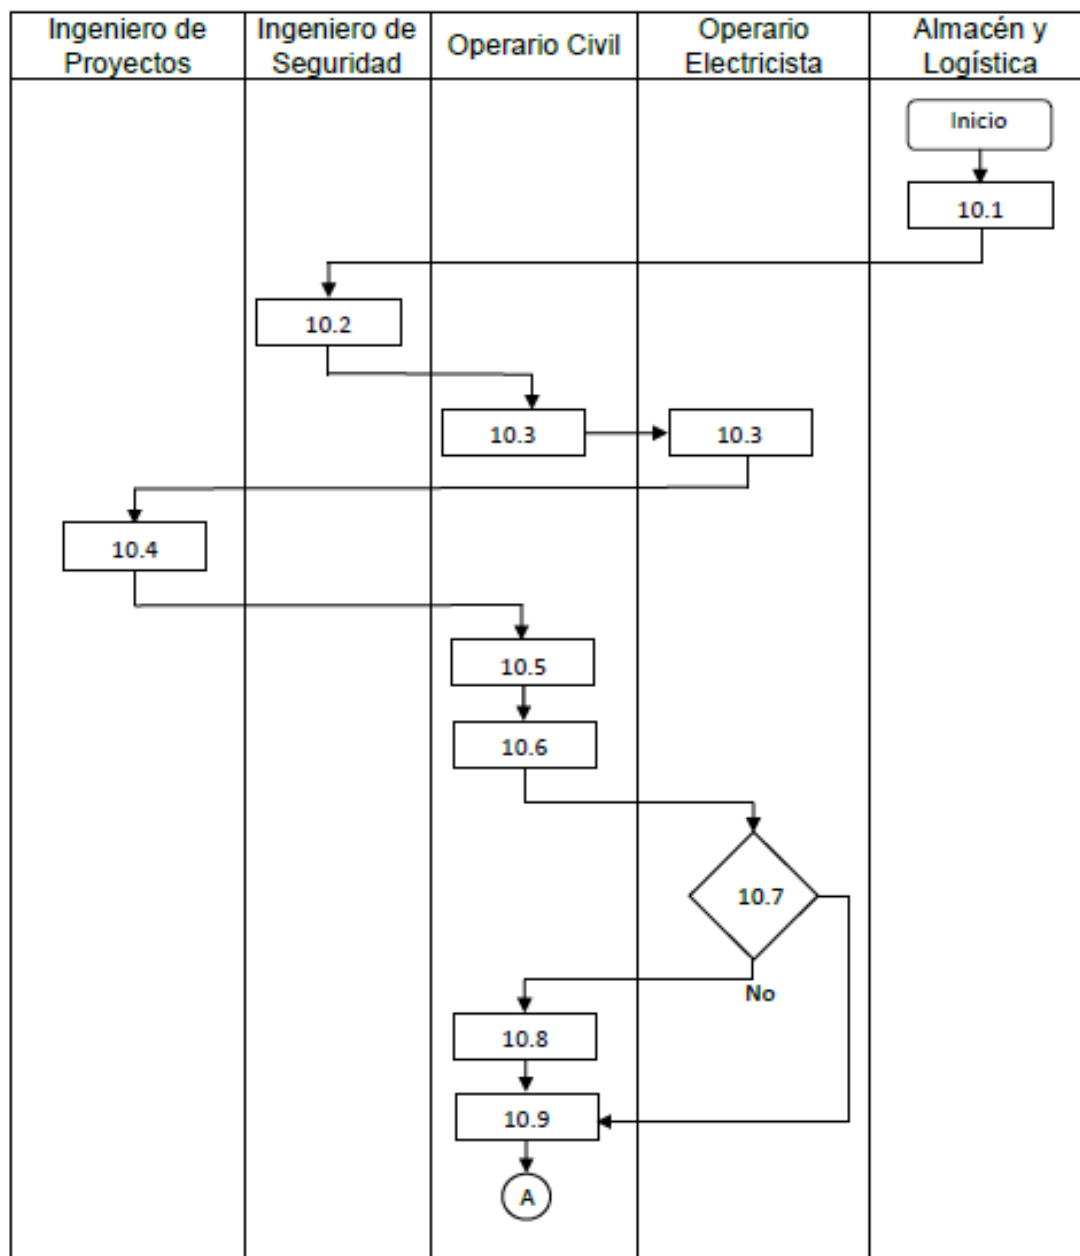 Ingeniero de
Proyectos
Ingeniero de
Seguridad
Operario Civil
Operario
Electricista
Almacén y
Logística
Inicio
10.1
10.2
10.3
10.3
10.4
10.5
10.6
10.7
No
10.8
10.9
A